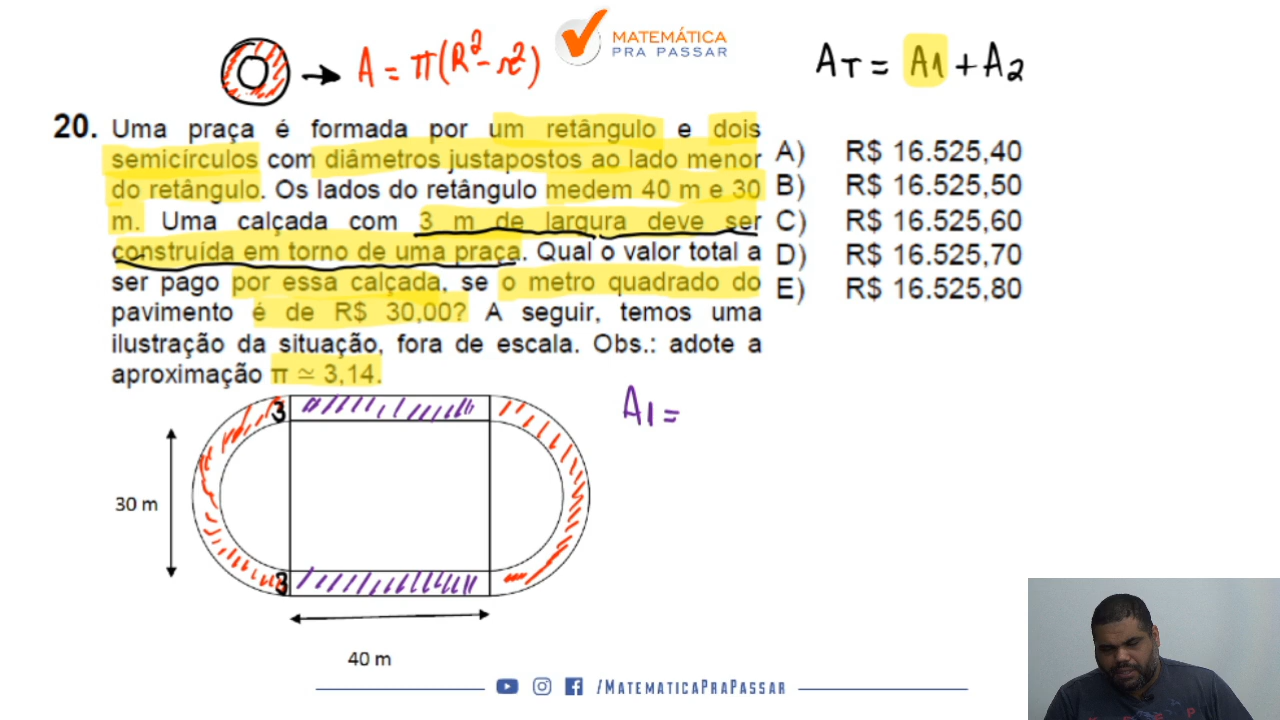 MATEMÁTICA
PRA PASSAR
A = π(R² - r²)
AT = A1 + A2
20. Uma praça é formada por um retângulo e dois
semicírculos com diâmetros justapostos ao lado menor
do retângulo. Os lados do retângulo medem 40 m e 30
m. Uma calçada com 3 m de largura deve ser
construída em torno de uma praça. Qual o valor total a
ser pago por essa calçada, se o metro quadrado do
pavimento é de R$ 30,00? A seguir, temos uma
ilustração da situação, fora de escala. Obs.: adote a
aproximação π ≃ 3,14.
A) R$ 16.525,40
B) R$ 16.525,50
C) R$ 16.525,60
D) R$ 16.525,70
E) R$ 16.525,80
3
A1 =
30 m
3
40 m
/MATEMATICAPRAPASSAR